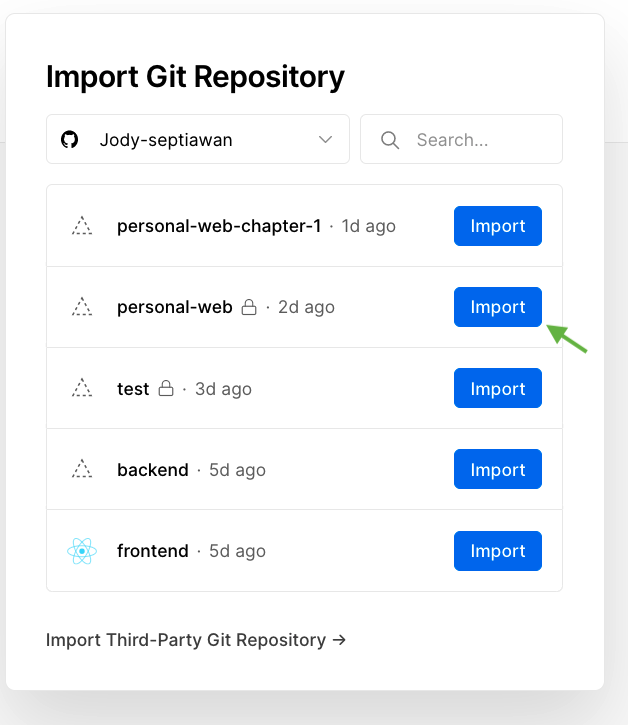 Import Git Repository
Jody-septiawan
Search...
personal-web-chapter-1 · 1d ago Import
personal-web · 2d ago Import
test · 3d ago Import
backend · 5d ago Import
frontend · 5d ago Import
Import Third-Party Git Repository →